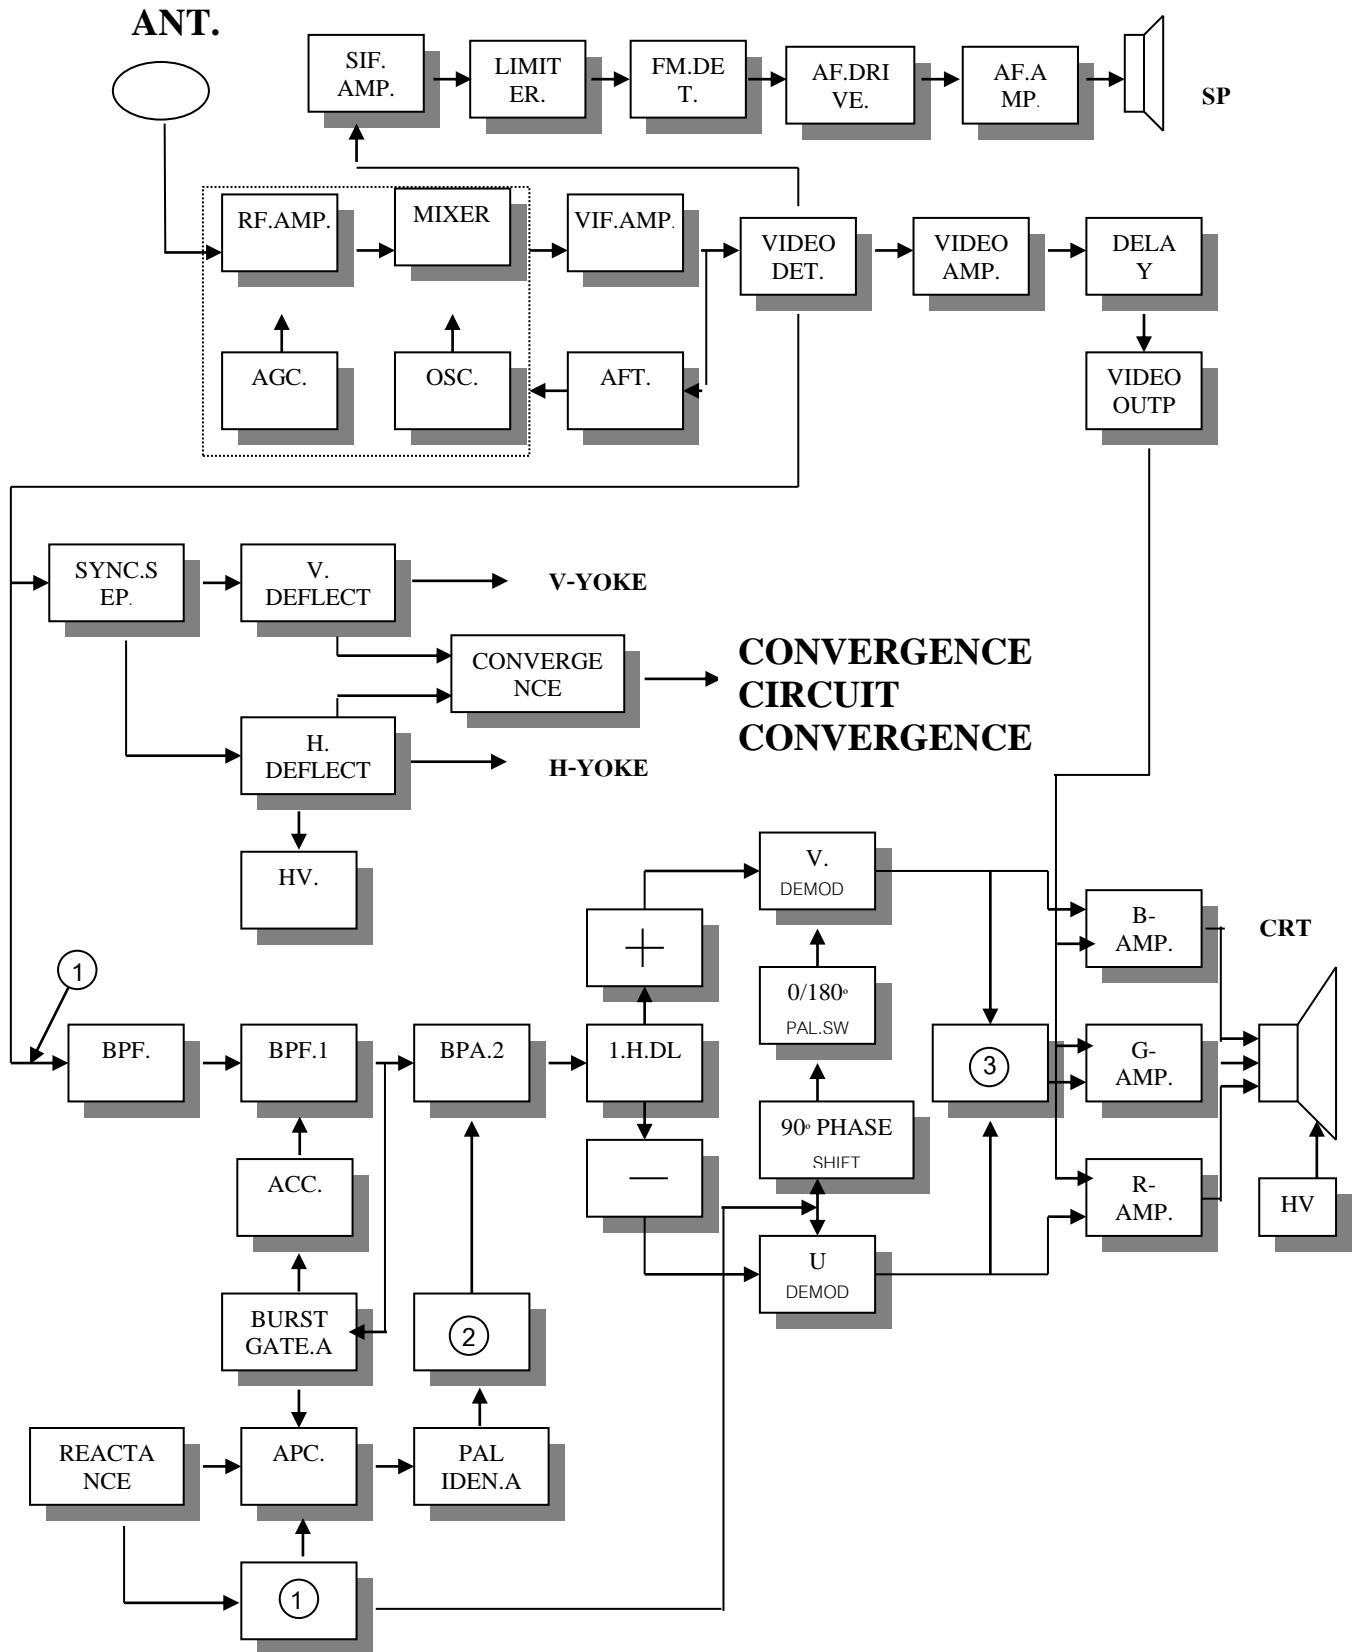 ANT.
SIF.
AMP.
LIMIT
ER.
FM.DE
T.
AF.DRI
VE.
AF.A
MP.
SP
RF.AMP.
MIXER
VIF.AMP.
VIDEO
DET.
VIDEO
AMP.
DELA
Y
AGC.
OSC.
AFT.
VIDEO
OUTP
SYNC.S
EP.
V.
DEFLECT
V-YOKE
CONVERGE
NCE
CONVERGENCE
CIRCUIT
CONVERGENCE
H.
DEFLECT
H-YOKE
HV.
V.
DEMOD
+
B-
AMP.
CRT
1
0/180°
PAL.SW
BPF.
BPF.1
BPA.2
1.H.DL
3
G-
AMP.
90° PHASE
SHIFT
ACC.
—
R-
AMP.
HV
U
DEMOD
BURST
GATE.A
2
REACTA
NCE
APC.
PAL
IDEN.A
1